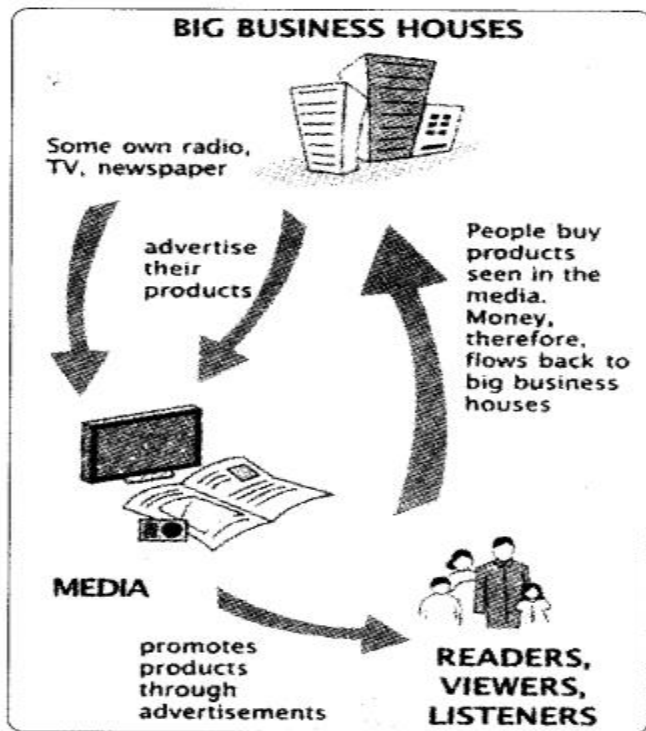 BIG BUSINESS HOUSES
Some own radio,
TV, newspaper
advertise
their
products
People buy
products
seen in the
media.
Money,
therefore,
flows back to
big business
houses
MEDIA
promotes
products
through
advertisements
READERS,
VIEWERS,
LISTENERS